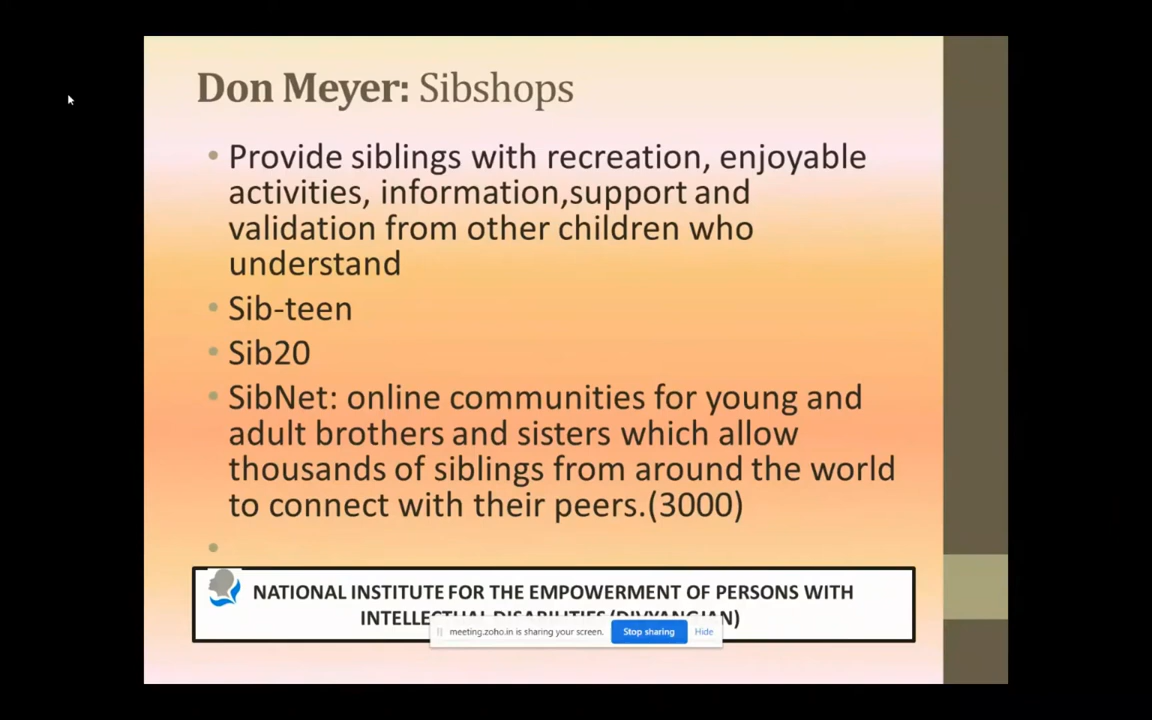 Don Meyer: Sibshops
• Provide siblings with recreation, enjoyable
activities, information,support and
validation from other children who
understand
• Sib-teen
• Sib20
• SibNet: online communities for young and
adult brothers and sisters which allow
thousands of siblings from around the world
to connect with their peers.(3000)
•
NATIONAL INSTITUTE FOR THE EMPOWERMENT OF PERSONS WITH
INTELLECTUAL DISABILITIES (DIVYANGJAN)
meeting.zoho.in is sharing your screen. Stop sharing Hide